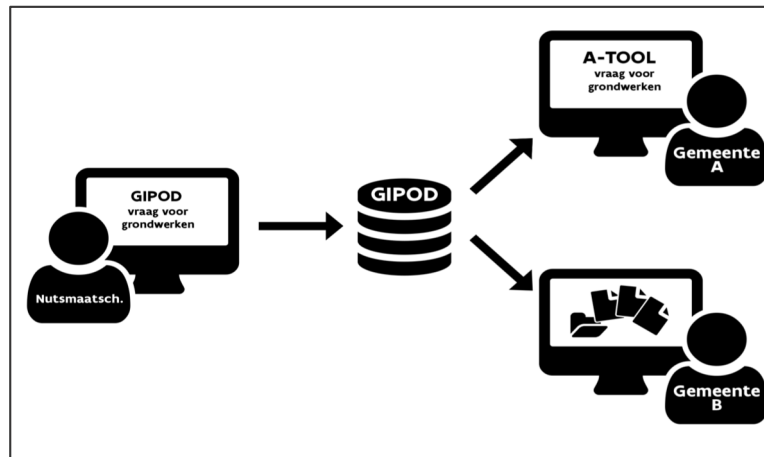 GIPOD
vraag voor
grondwerken
Nutsmaatsch.
GIPOD
A-TOOL
vraag voor
grondwerken
Gemeente
A
Gemeente
B